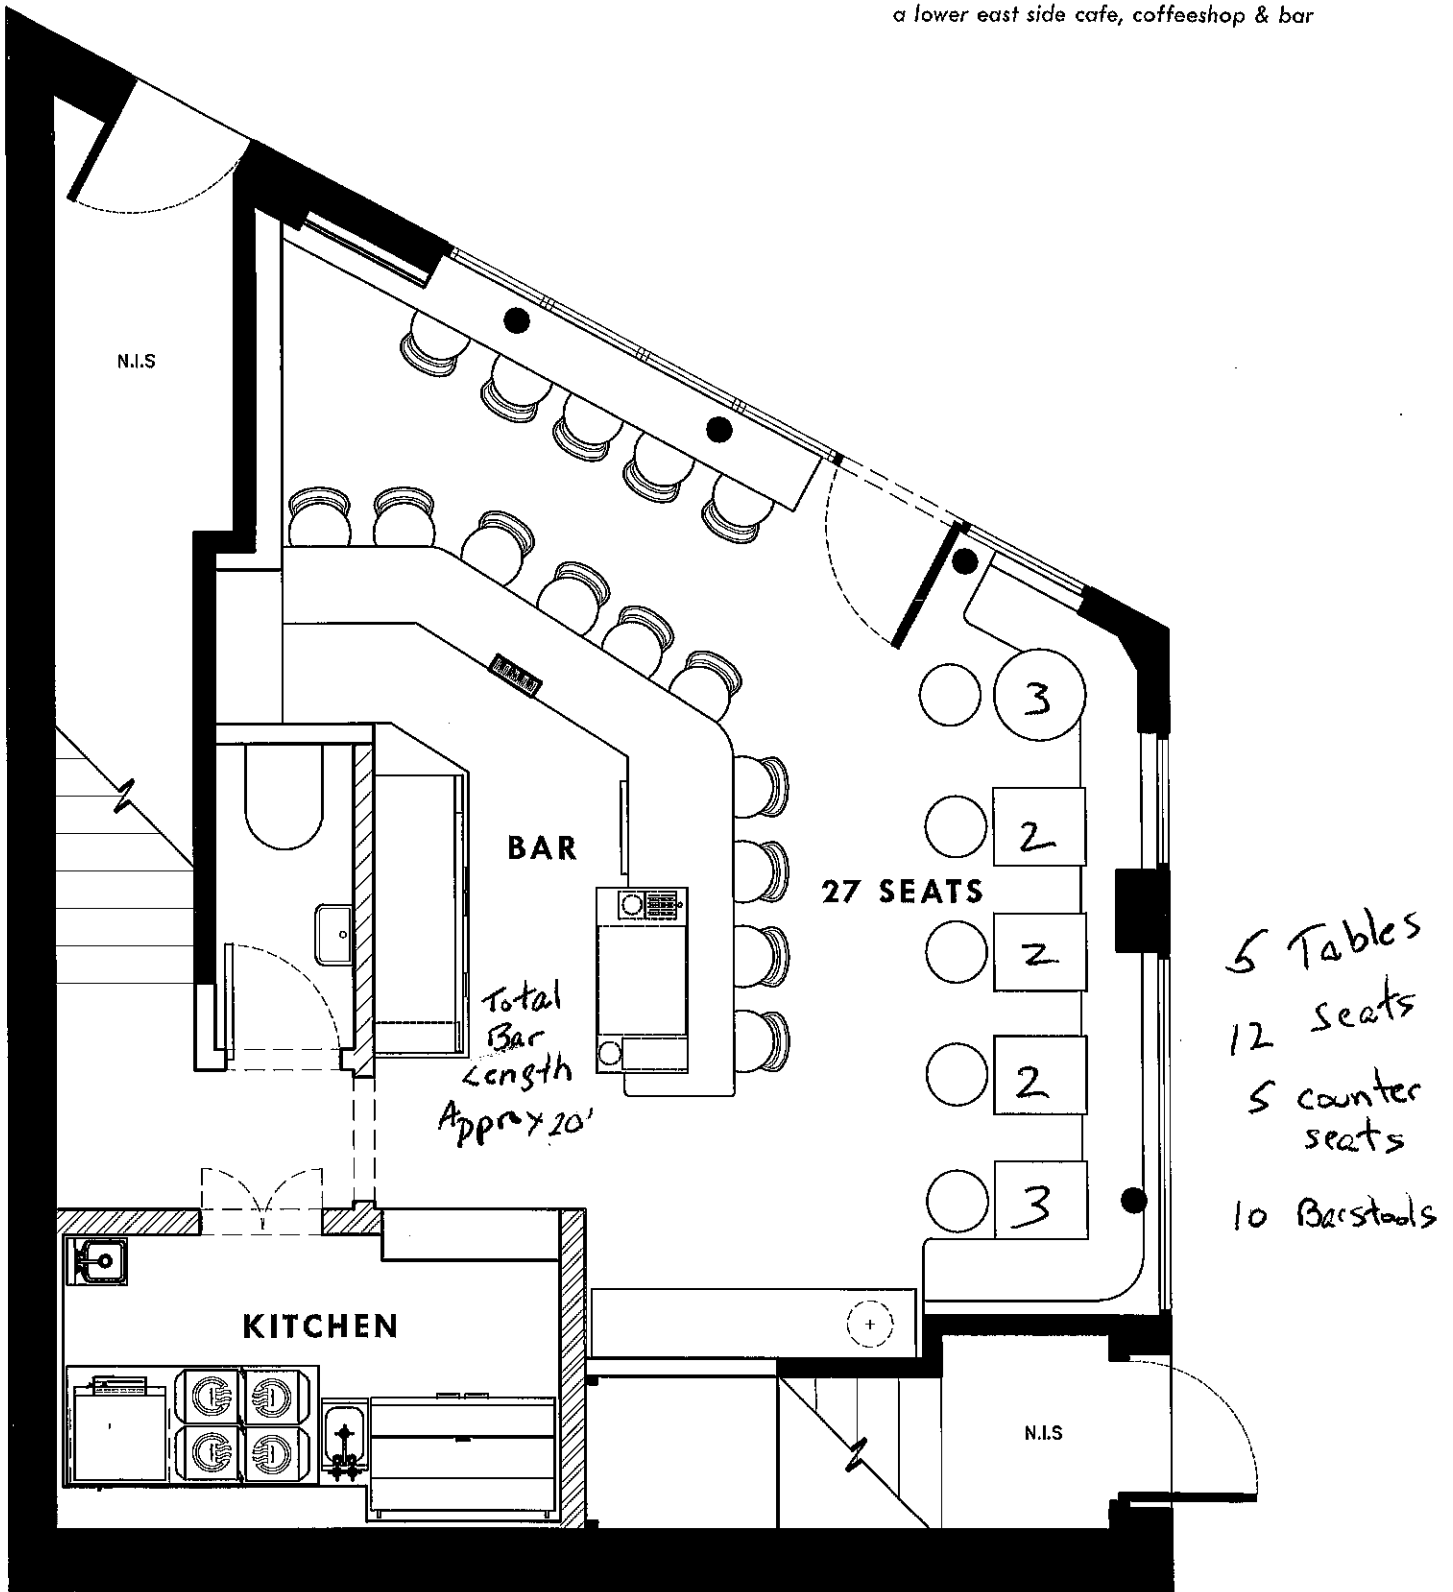 a lower east side cafe, coffeeshop & bar
N.I.S
3
2
BAR
27 SEATS
2
5 Tables
12 seats
Total
Bar
Length
Approx 20'
2
5 counter
seats
3
10 Barstools
KITCHEN
N.I.S